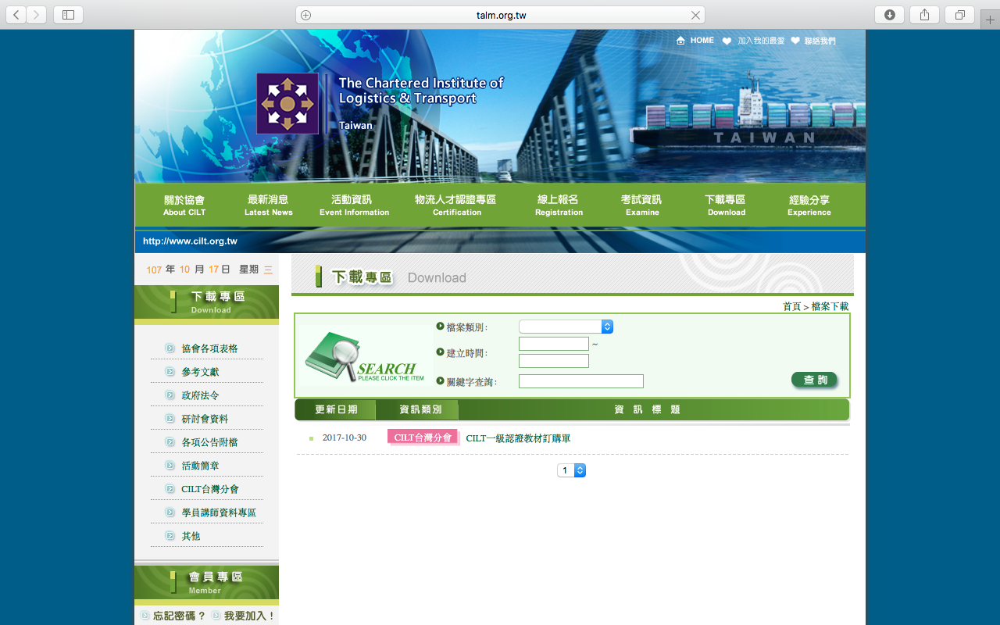 talm.org.tw
HOME 加入我的最愛 聯絡我們
The Chartered Institute of
Logistics & Transport
Taiwan
TAIWAN
關於協會 最新消息 活動資訊 物流人才認證專區 線上報名 考試資訊 下載專區 經驗分享
About CILT Latest News Event Information Certification Registration Examine Download Experience
http://www.cilt.org.tw
107 年 10 月 17 日 星期 三
下載專區
Download
協會各項表格
參考文獻
政府法令
研討會資料
各項公告附檔
活動簡章
CILT台灣分會
學員講師資料專區
其他
會員專區
Member
忘記密碼？ 我要加入！
下載專區 Download
首頁 > 檔案下載
SEARCH
PLEASE CLICK THE ITEM
檔案類別：
建立時間： ~
關鍵字查詢：
查詢
更新日期 資訊類別 資訊標題
2017-10-30 CILT台灣分會 CILT一級認證教材訂購單
1